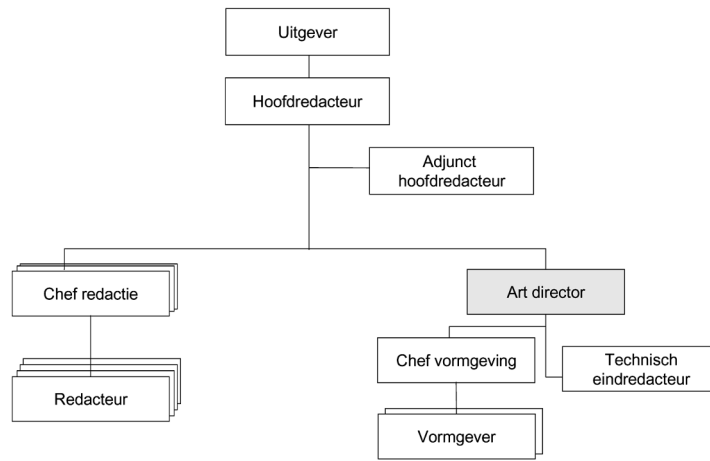 Uitgever
Hoofdredacteur
Adjunct
hoofdredacteur
Chef redactie
Art director
Chef vormgeving
Technisch
eindredacteur
Redacteur
Vormgever